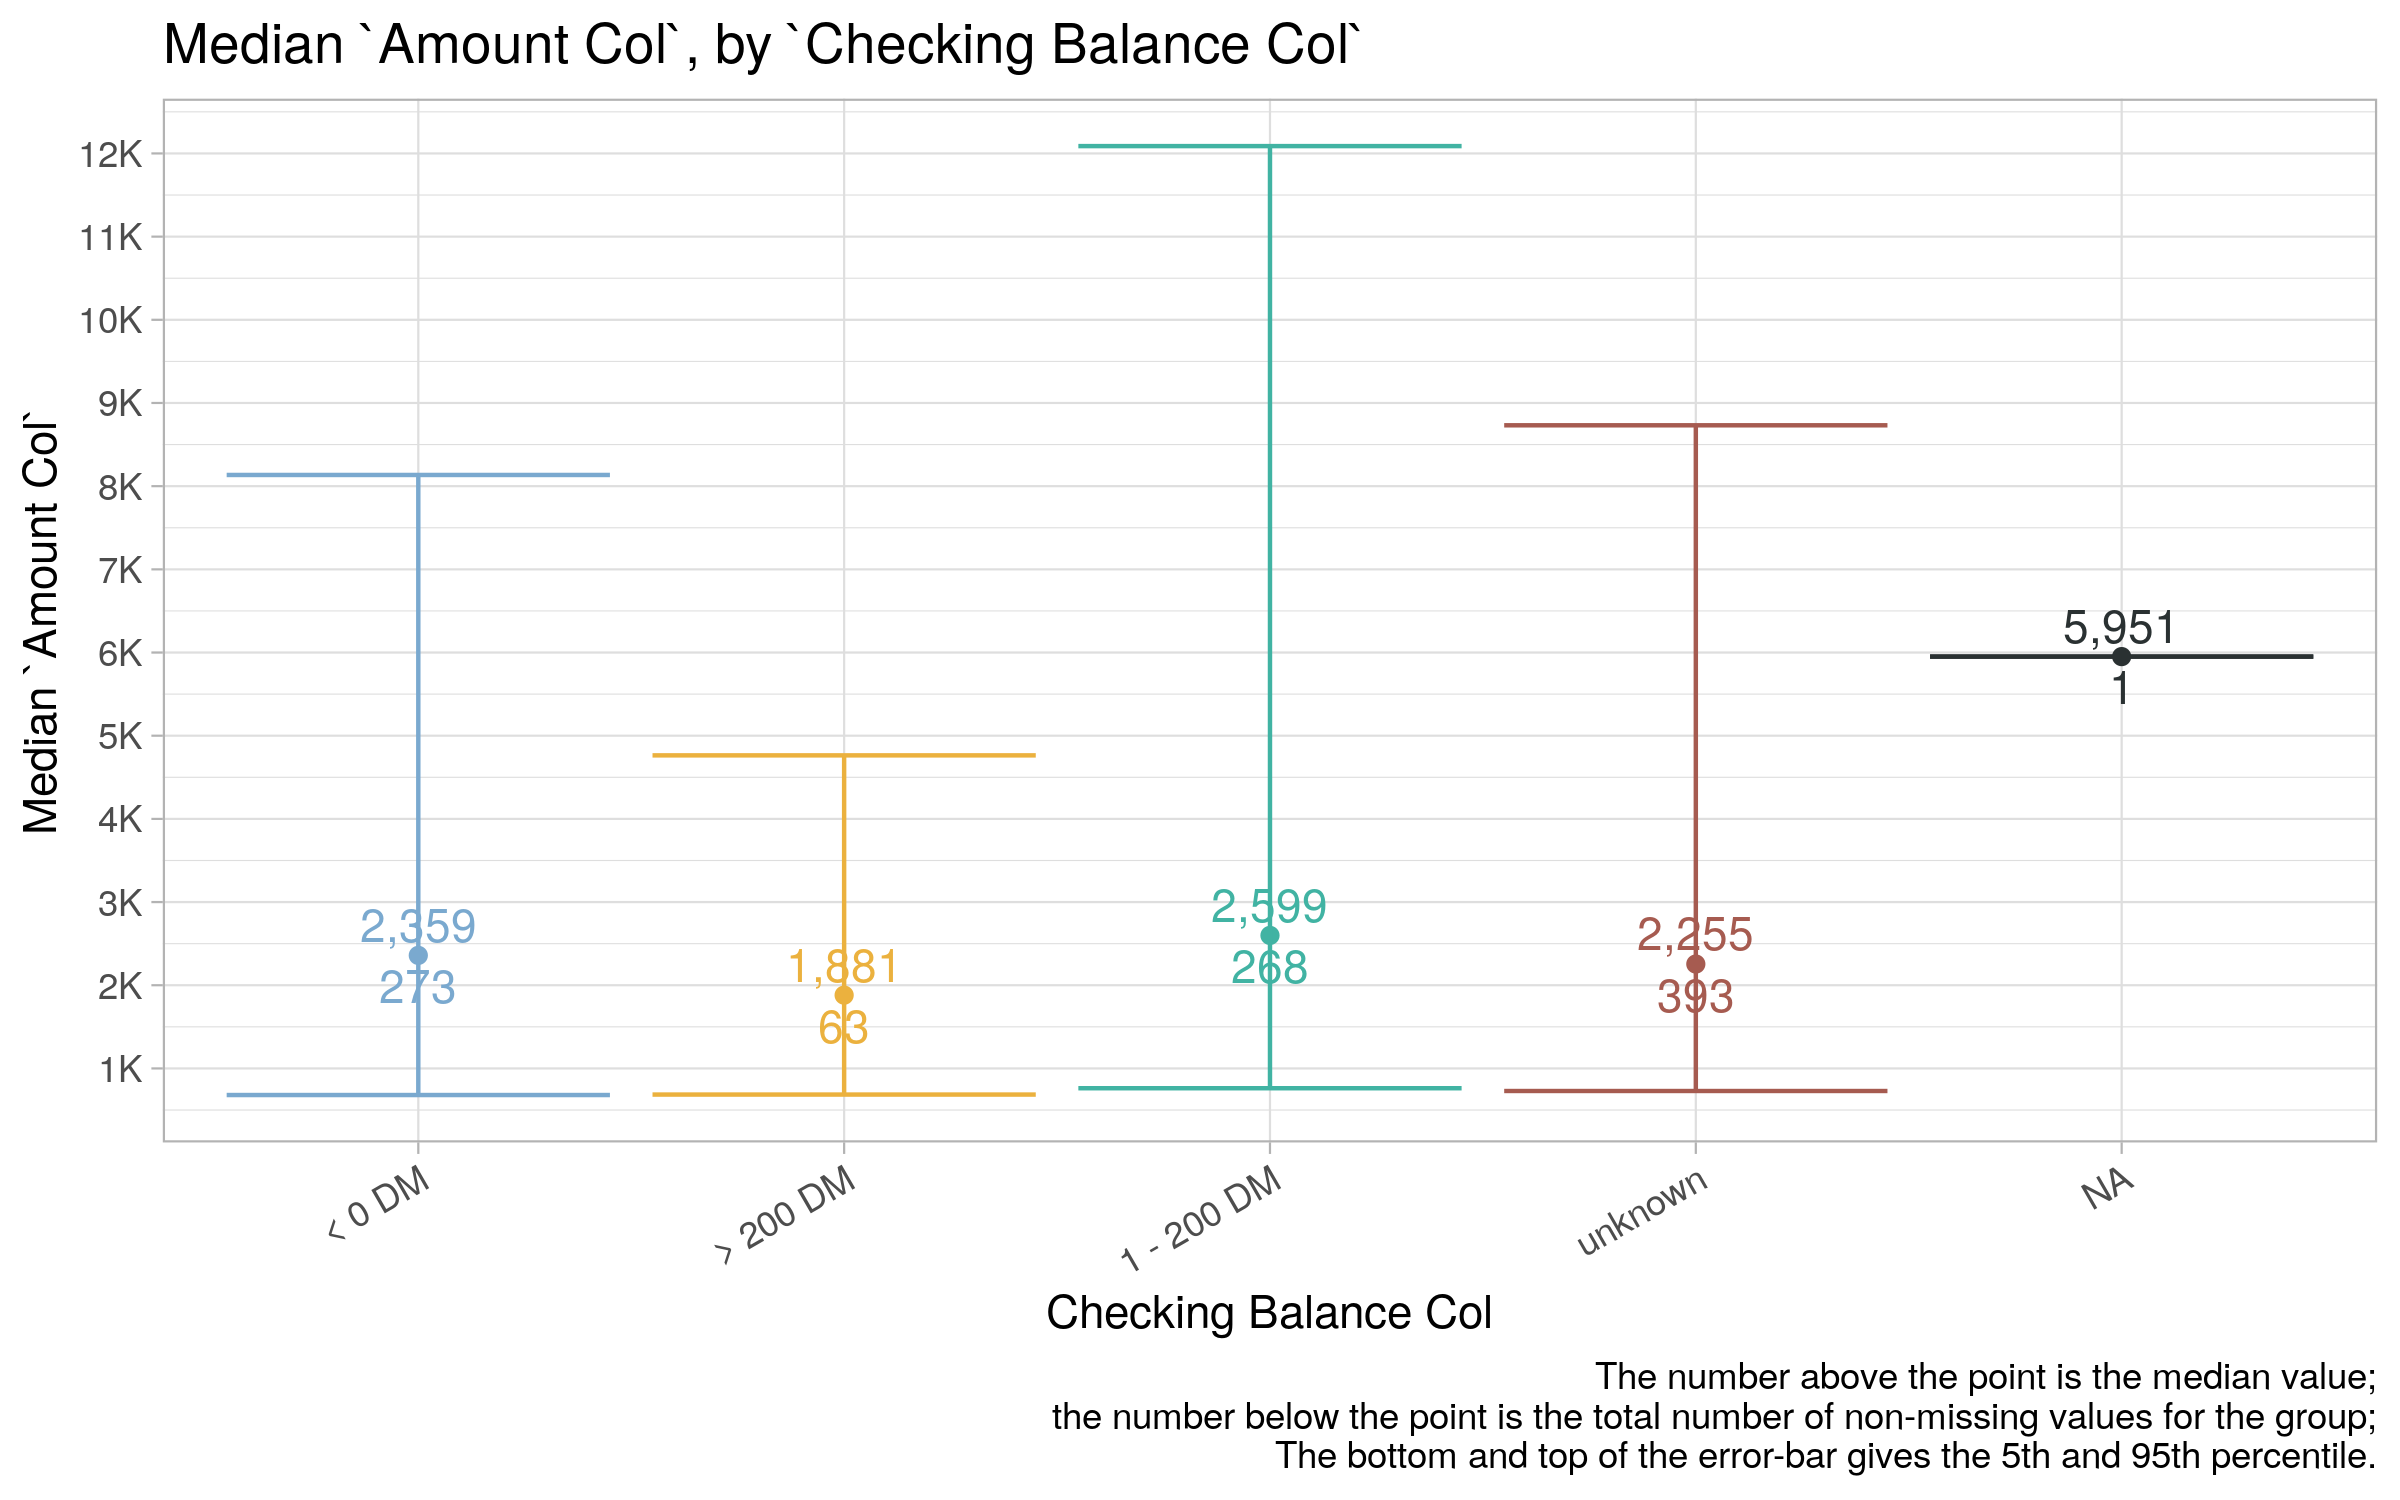 Median `Amount Col`, by `Checking Balance Col`
Median `Amount Col`
12K
11K
10K
9K
8K
7K
6K
5K
4K
3K
2K
1K
2,359
273
1,881
63
2,599
268
2,255
393
5,951
1
< 0 DM
> 200 DM
1 - 200 DM
unknown
NA
Checking Balance Col
The number above the point is the median value;
the number below the point is the total number of non-missing values for the group;
The bottom and top of the error-bar gives the 5th and 95th percentile.